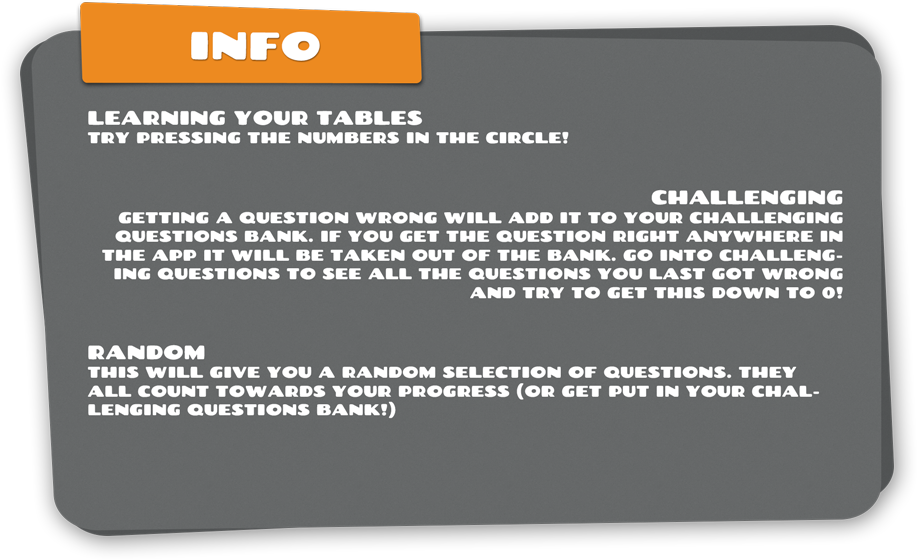 INFO
LEARNING YOUR TABLES
TRY PRESSING THE NUMBERS IN THE CIRCLE!
CHALLENGING
GETTING A QUESTION WRONG WILL ADD IT TO YOUR CHALLENGING
QUESTIONS BANK. IF YOU GET THE QUESTION RIGHT ANYWHERE IN
THE APP IT WILL BE TAKEN OUT OF THE BANK. GO INTO CHALLENG-
ING QUESTIONS TO SEE ALL THE QUESTIONS YOU LAST GOT WRONG
AND TRY TO GET THIS DOWN TO 0!
RANDOM
THIS WILL GIVE YOU A RANDOM SELECTION OF QUESTIONS. THEY
ALL COUNT TOWARDS YOUR PROGRESS (OR GET PUT IN YOUR CHAL-
LENGING QUESTIONS BANK!)